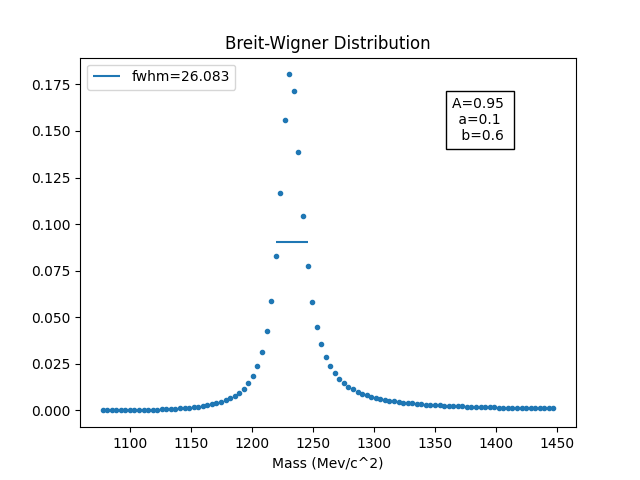 Breit-Wigner Distribution
fwhm=26.083
A=0.95
a=0.1
b=0.6
0.175
0.150
0.125
0.100
0.075
0.050
0.025
0.000
1100 1150 1200 1250 1300 1350 1400 1450
Mass (Mev/c^2)